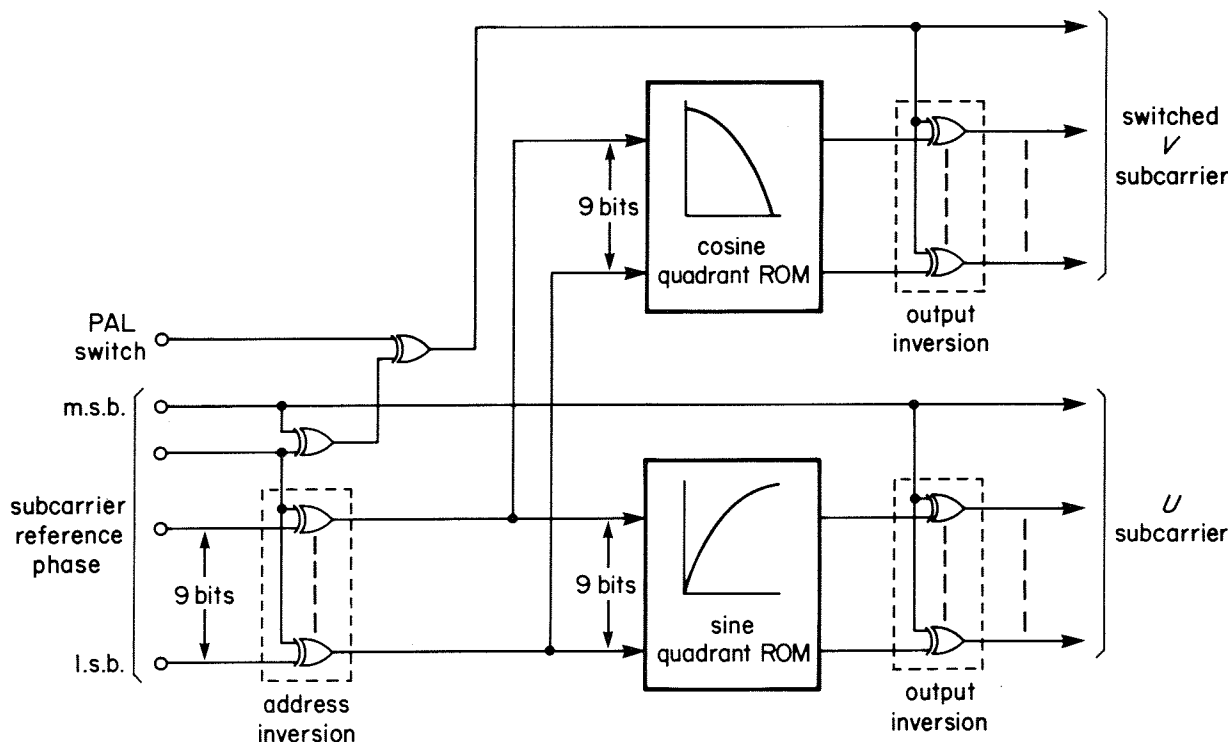 PAL
switch
m.s.b.
subcarrier
reference
phase
9 bits
l.s.b.
address
inversion
9 bits
cosine
quadrant ROM
output
inversion
switched
V
subcarrier
9 bits
sine
quadrant ROM
output
inversion
U
subcarrier